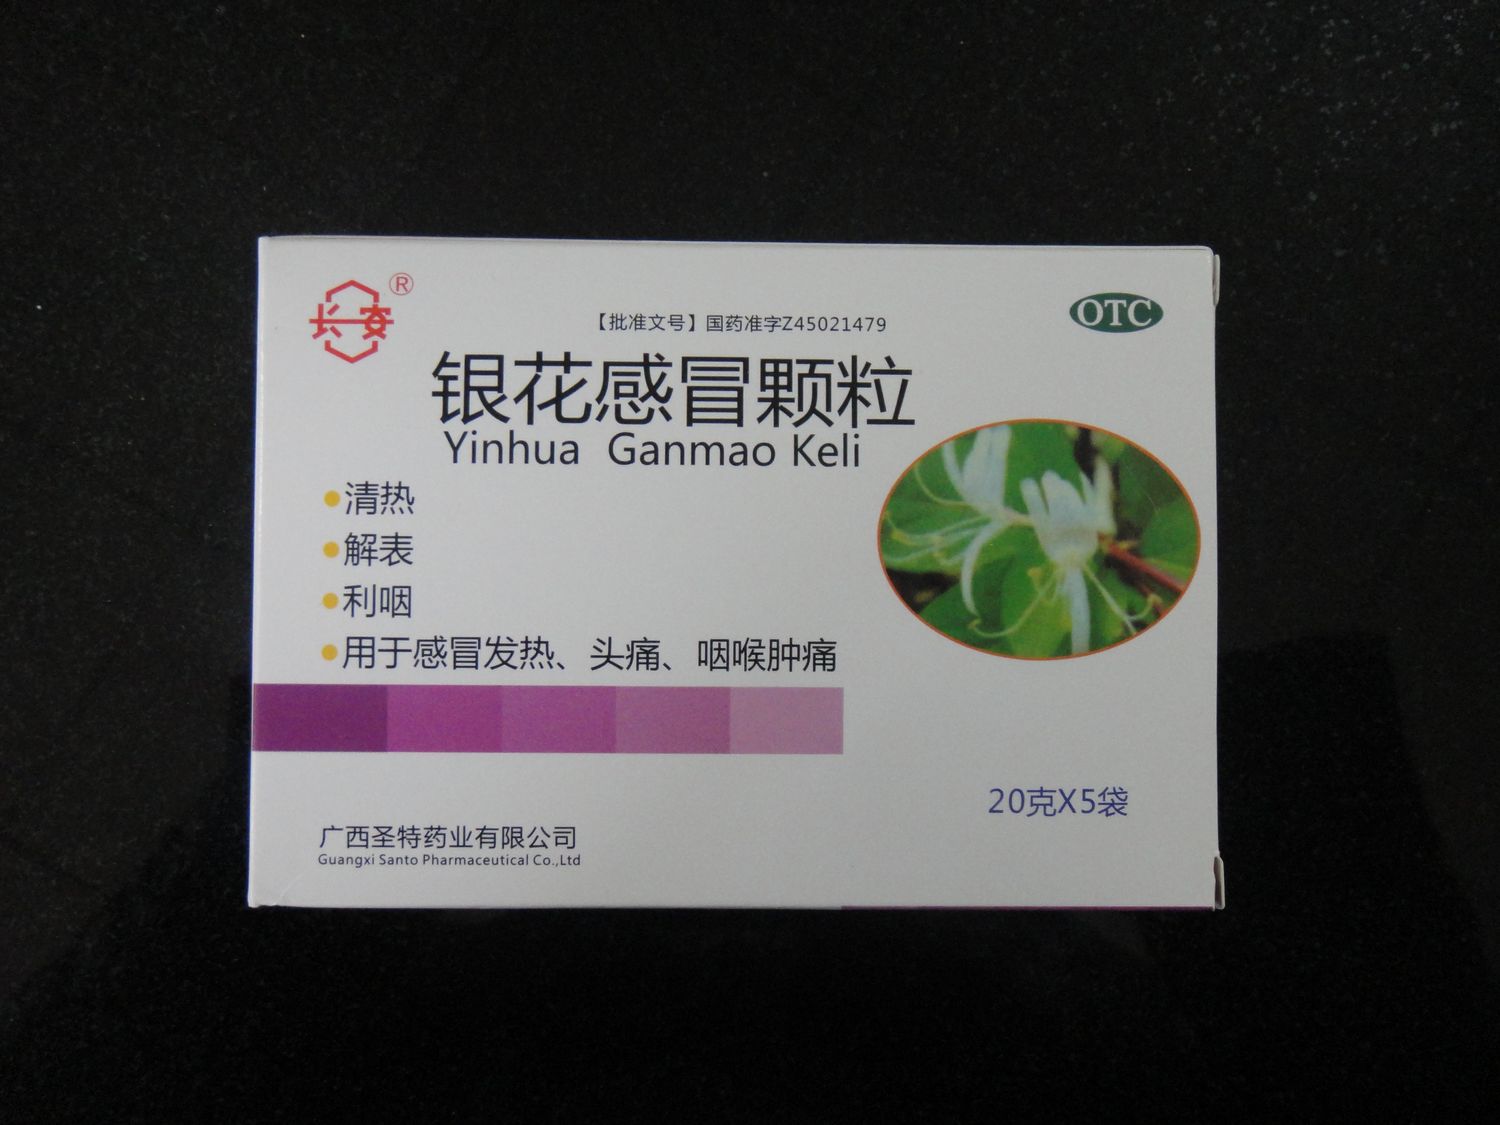 长安®
OTC
【批准文号】国药准字Z45021479
银花感冒颗粒
Yinhua Ganmao Keli
●清热
●解表
●利咽
●用于感冒发热、头痛、咽喉肿痛
20克X5袋
广西圣特药业有限公司
Guangxi Santo Pharmaceutical Co.,Ltd